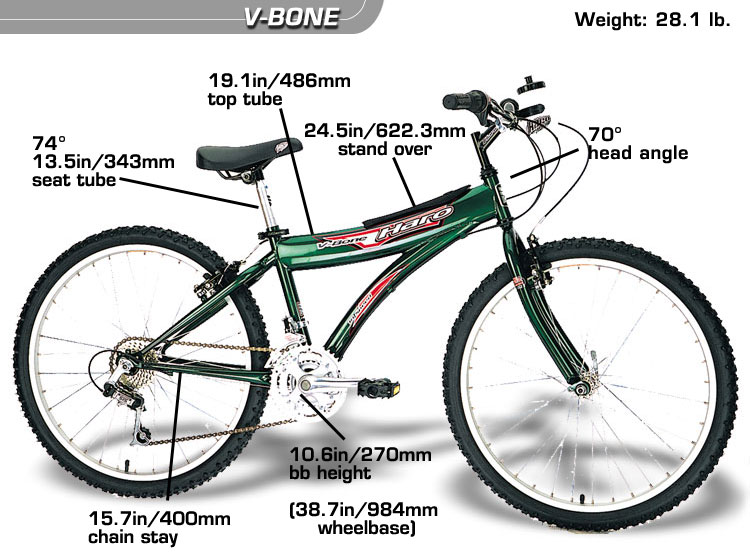 V-BONE
Weight: 28.1 lb.
19.1in/486mm
top tube
24.5in/622.3mm
stand over
74°
13.5in/343mm
seat tube
70°
head angle
V-Bone Haro
10.6in/270mm
bb height
15.7in/400mm
chain stay
(38.7in/984mm
wheelbase)